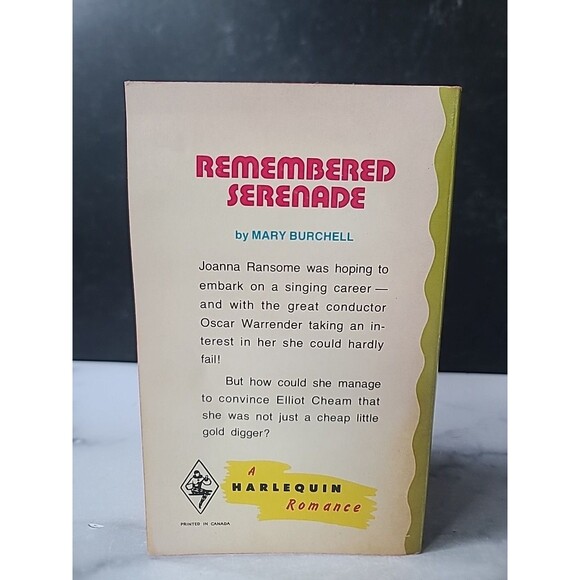 REMEMBERED
SERENADE
by MARY BURCHELL
Joanna Ransome was hoping to
embark on a singing career —
and with the great conductor
Oscar Warrender taking an in-
terest in her she could hardly
fail!
But how could she manage
to convince Elliot Cheam that
she was not just a cheap little
gold digger?
A
HARLEQUIN
Romance
PRINTED IN CANADA